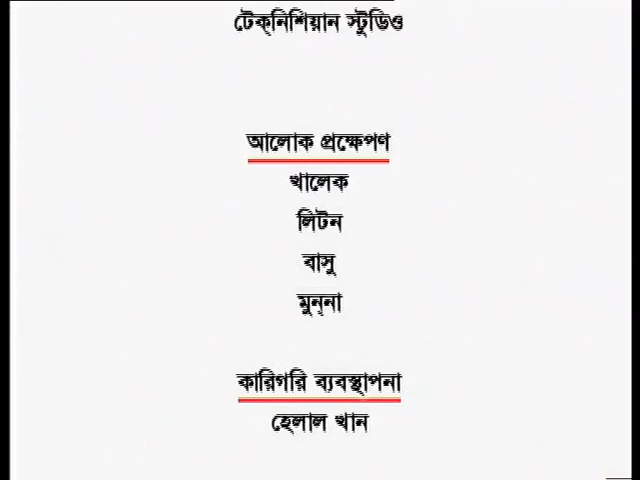 টেক্‌নিশিয়ান স্টুডিও
আলোক প্রক্ষেপণ
খালেক
লিটন
বাসু
মুন্‌না
কারিগরি ব্যবস্থাপনা
হেলাল খান